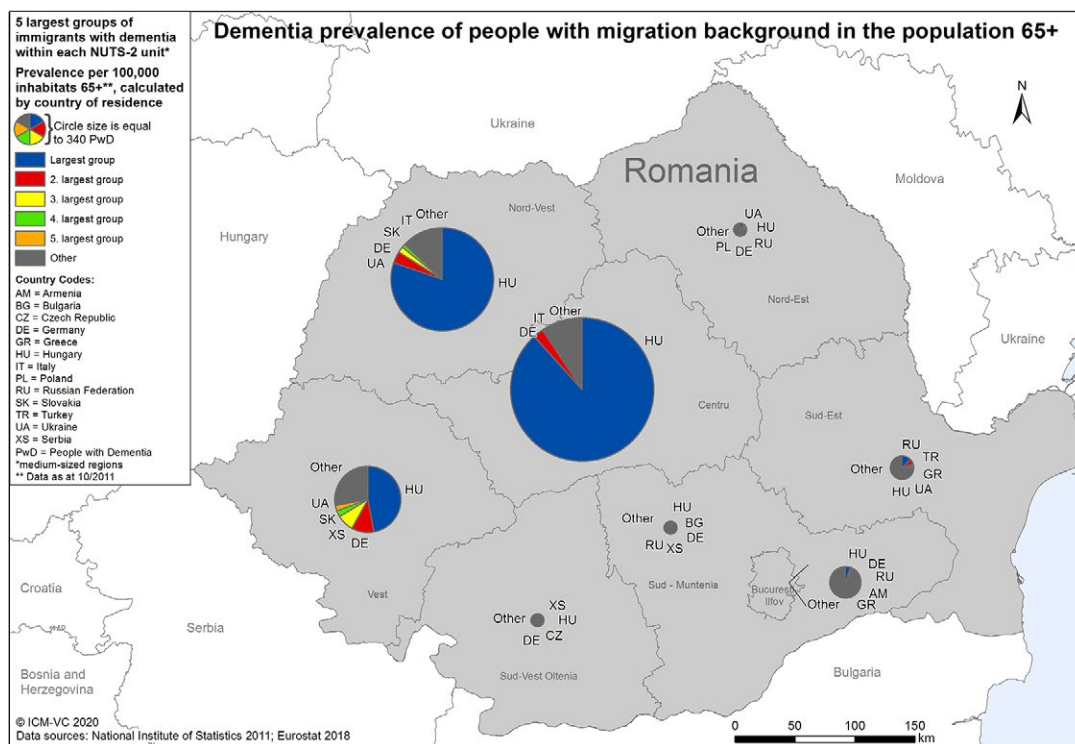 Dementia prevalence of people with migration background in the population 65+
5 largest groups of
immigrants with dementia
within each NUTS-2 unit*
Prevalence per 100,000
inhabitats 65+**, calculated
by country of residence
Circle size is equal
to 340 PwD
Largest group
2. largest group
3. largest group
4. largest group
5. largest group
Other
Country Codes:
AM = Armenia
BG = Bulgaria
CZ = Czech Republic
DE = Germany
GR = Greece
HU = Hungary
IT = Italy
PL = Poland
RU = Russian Federation
SK = Slovakia
TR = Turkey
UA = Ukraine
XS = Serbia
PwD = People with Dementia
*medium-sized regions
** Data as at 10/2011
N
Ukraine
Romania
Moldova
Hungary
Nord-Vest
IT Other
SK
DE
UA
HU
UA
Other HU
PL DE RU
Nord-Est
Ukraine
IT Other
DE
HU
Centru
Sud-Est
RU
TR
Other
GR
HU UA
Other
HU
UA
SK
XS
DE
Vest
HU
Other BG
DE
RU XS
Sud - Muntenia
Bucuresti
Ilfov
HU
DE
RU
AM
Other GR
XS
Other HU
DE CZ
Sud-Vest Oltenia
Croatia
Serbia
Bosnia and
Herzegovina
Bulgaria
© ICM-VC 2020
Data sources: National Institute of Statistics 2011; Eurostat 2018
0 50 100 150
km